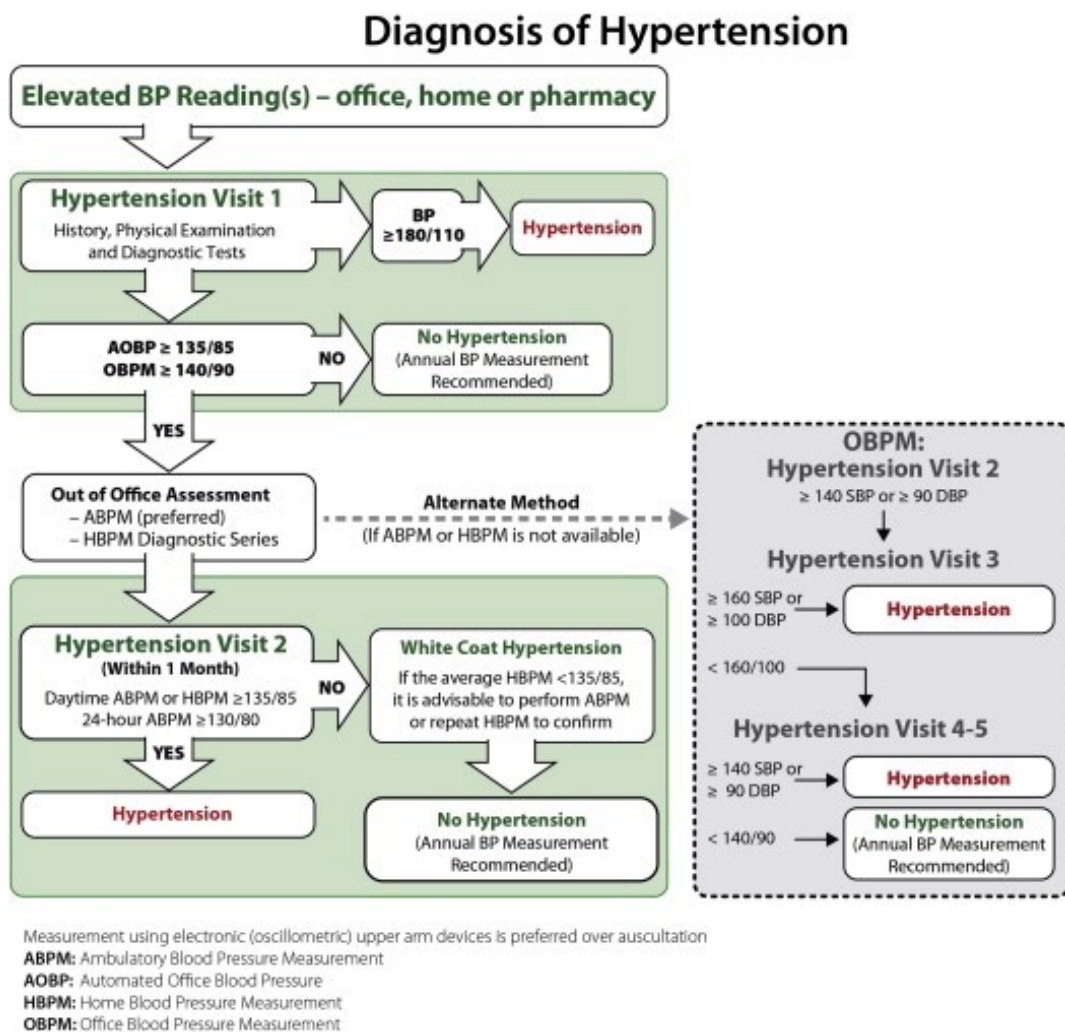 Diagnosis of Hypertension
Elevated BP Reading(s) – office, home or pharmacy
Hypertension Visit 1
History, Physical Examination
and Diagnostic Tests
BP
≥180/110
Hypertension
AOBP ≥ 135/85
OBPM ≥ 140/90
NO
No Hypertension
(Annual BP Measurement
Recommended)
YES
Out of Office Assessment
– ABPM (preferred)
– HBPM Diagnostic Series
Alternate Method
(If ABPM or HBPM is not available)
Hypertension Visit 2
(Within 1 Month)
Daytime ABPM or HBPM ≥135/85
24-hour ABPM ≥130/80
NO
White Coat Hypertension
If the average HBPM <135/85,
it is advisable to perform ABPM
or repeat HBPM to confirm
YES
Hypertension
No Hypertension
(Annual BP Measurement
Recommended)
OBPM:
Hypertension Visit 2
≥ 140 SBP or ≥ 90 DBP
Hypertension Visit 3
≥ 160 SBP or
≥ 100 DBP
Hypertension
< 160/100
Hypertension Visit 4-5
≥ 140 SBP or
≥ 90 DBP
Hypertension
< 140/90
No Hypertension
(Annual BP Measurement
Recommended)
Measurement using electronic (oscillometric) upper arm devices is preferred over auscultation
ABPM: Ambulatory Blood Pressure Measurement
AOBP: Automated Office Blood Pressure
HBPM: Home Blood Pressure Measurement
OBPM: Office Blood Pressure Measurement